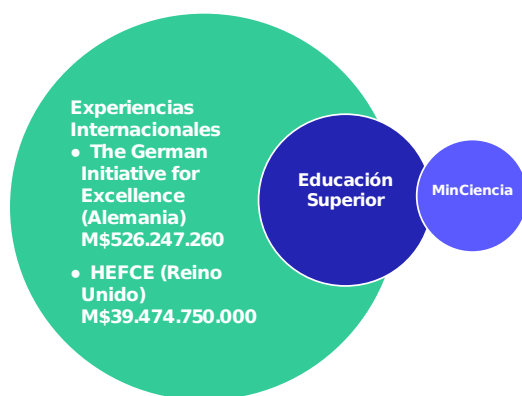 Experiencias
Internacionales
● The German
Initiative for
Excellence
(Alemania)
M$526.247.260
● HEFCE (Reino
Unido)
M$39.474.750.000
Educación
Superior
MinCiencia